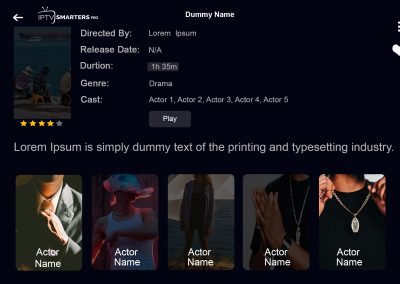 IPTV SMARTERS PRO
Dummy Name
Directed By: Lorem Ipsum
Release Date: N/A
Durtion: 1h 35m
Genre: Drama
Cast: Actor 1, Actor 2, Actor 3, Actor 4, Actor 5
Play
Lorem Ipsum is simply dummy text of the printing and typesetting industry.
Actor
Name
Actor
Name
Actor
Name
Actor
Name
Actor
Name